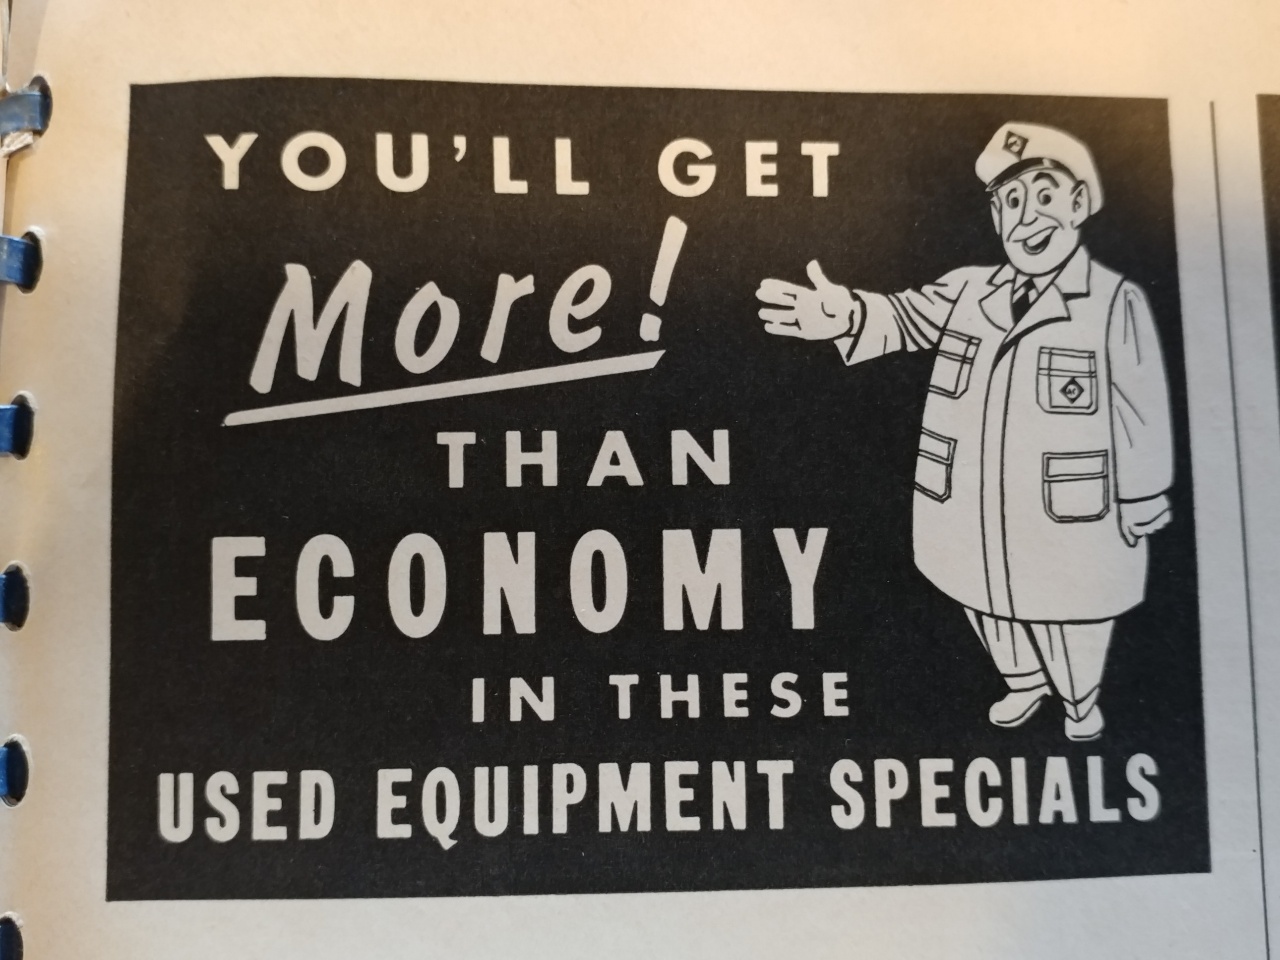 YOU'LL GET
More!
THAN
ECONOMY
IN THESE
USED EQUIPMENT SPECIALS